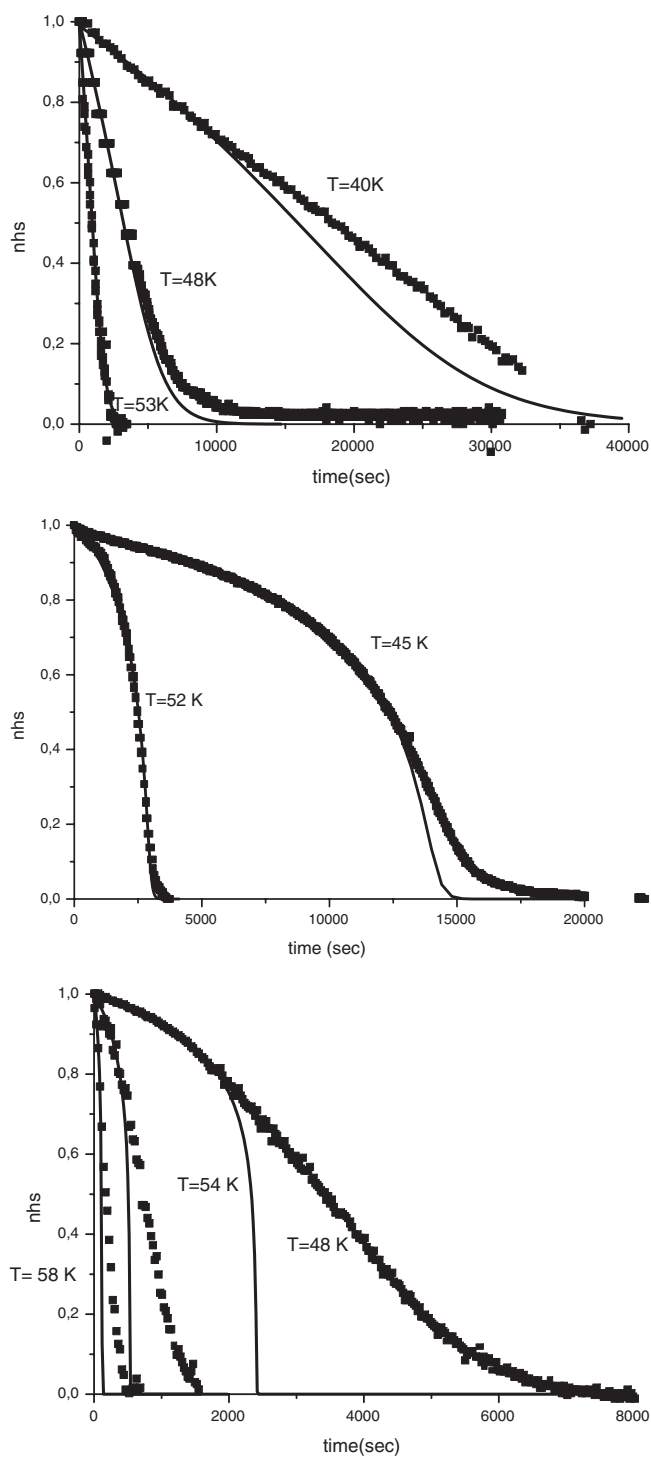 1,0
0,8
0,6
0,4
0,2
0,0
nhs
T=40K
T=48K
T=53K
0 10000 20000 30000 40000
time(sec)
1,0
0,8
0,6
0,4
0,2
0,0
nhs
T=45 K
T=52 K
0 5000 10000 15000 20000
time (sec)
1,0
0,8
0,6
0,4
0,2
0,0
nhs
T=54 K
T=48 K
T= 58 K
0 2000 4000 6000 8000
time(sec)